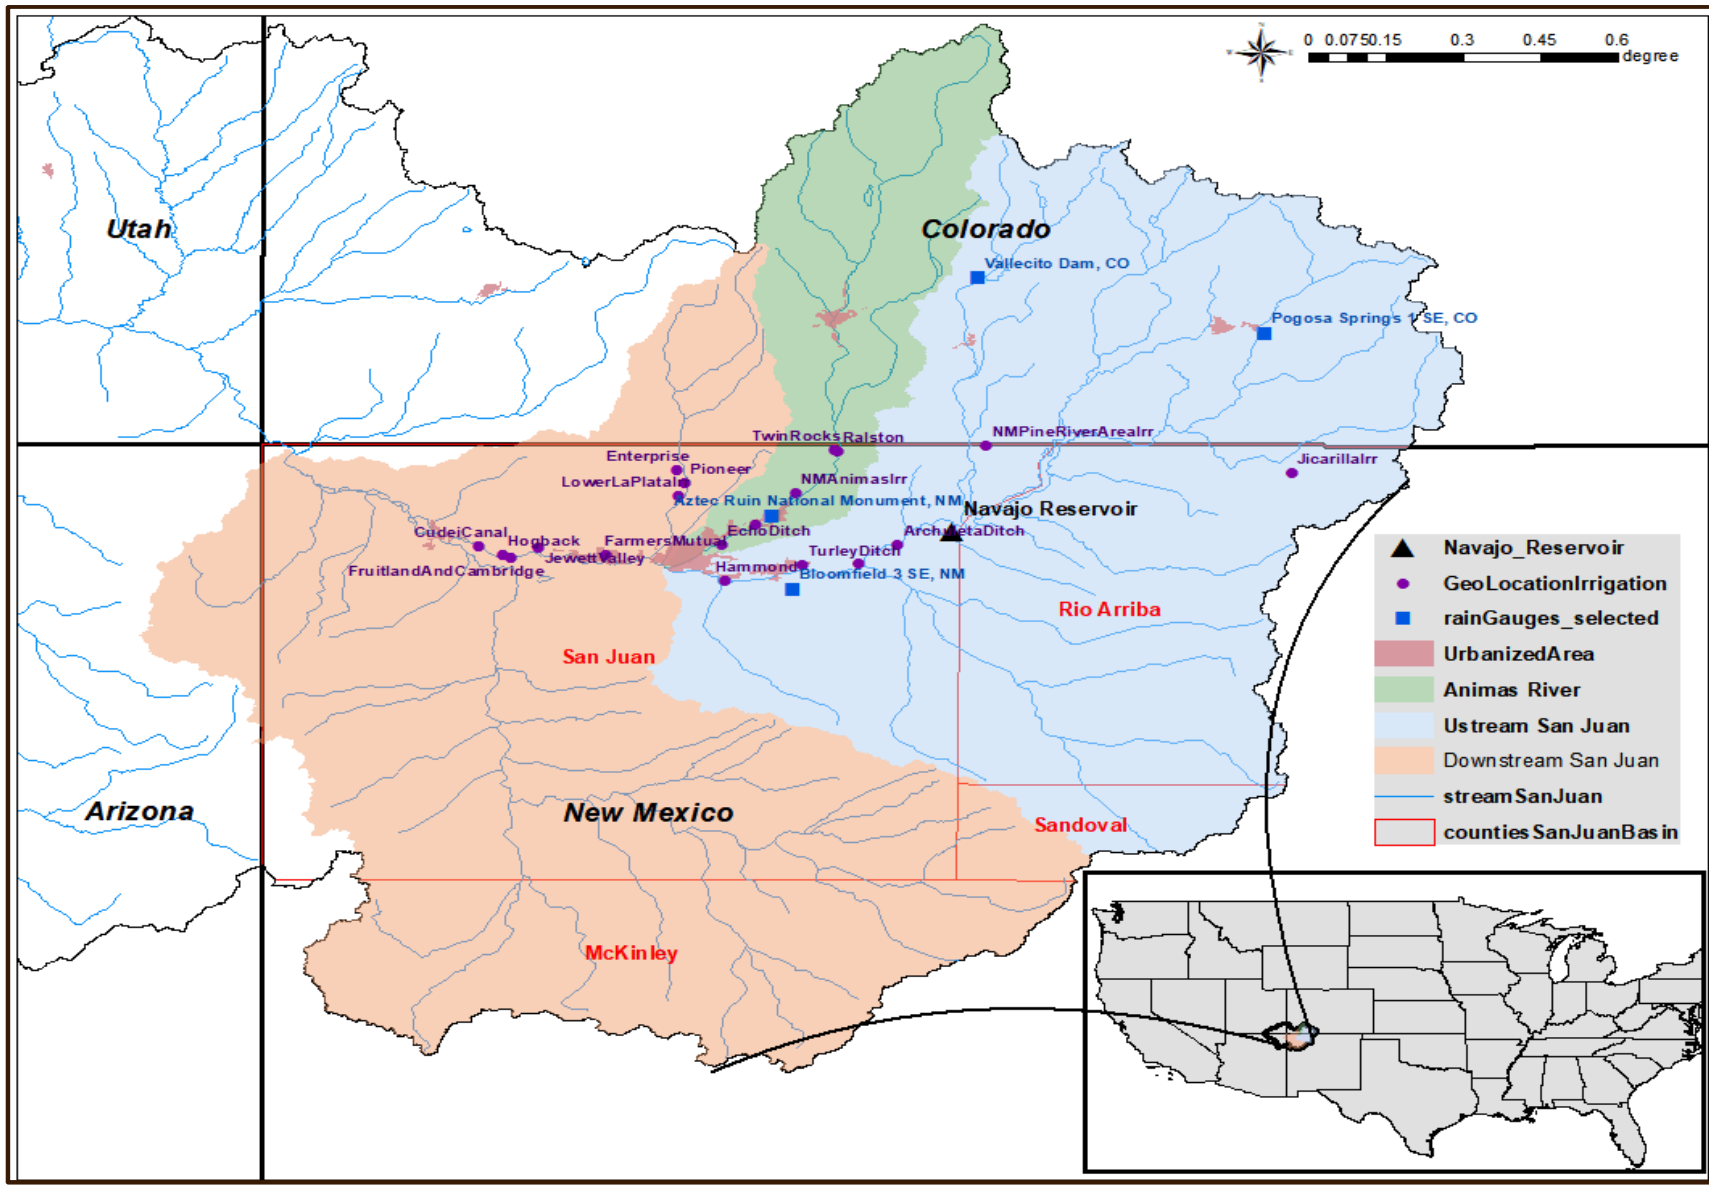 N
W
E
S
0 0.0750.15 0.3 0.45 0.6
degree
Utah
Colorado
Vallecito Dam, CO
Pogosa Springs 1 SE, CO
TwinRocks
Ralston
NMPineRiverAreaIrr
Enterprise
Pioneer
JicarillaIrr
LowerLaPlataIrr
NMAnimasIrr
Aztec Ruin National Monument, NM
Navajo Reservoir
CudeiCanal
Hogback
FarmersMutual
EchoDitch
ArchuletaDitch
JewettValley
TurleyDitch
FruitlandAndCambridge
Hammond
Bloomfield 3 SE, NM
Rio Arriba
San Juan
Arizona
New Mexico
Sandoval
McKinley
Navajo_Reservoir
GeoLocationIrrigation
rainGauges_selected
UrbanizedArea
Animas River
Ustream San Juan
Downstream San Juan
streamSanJuan
countiesSanJuanBasin